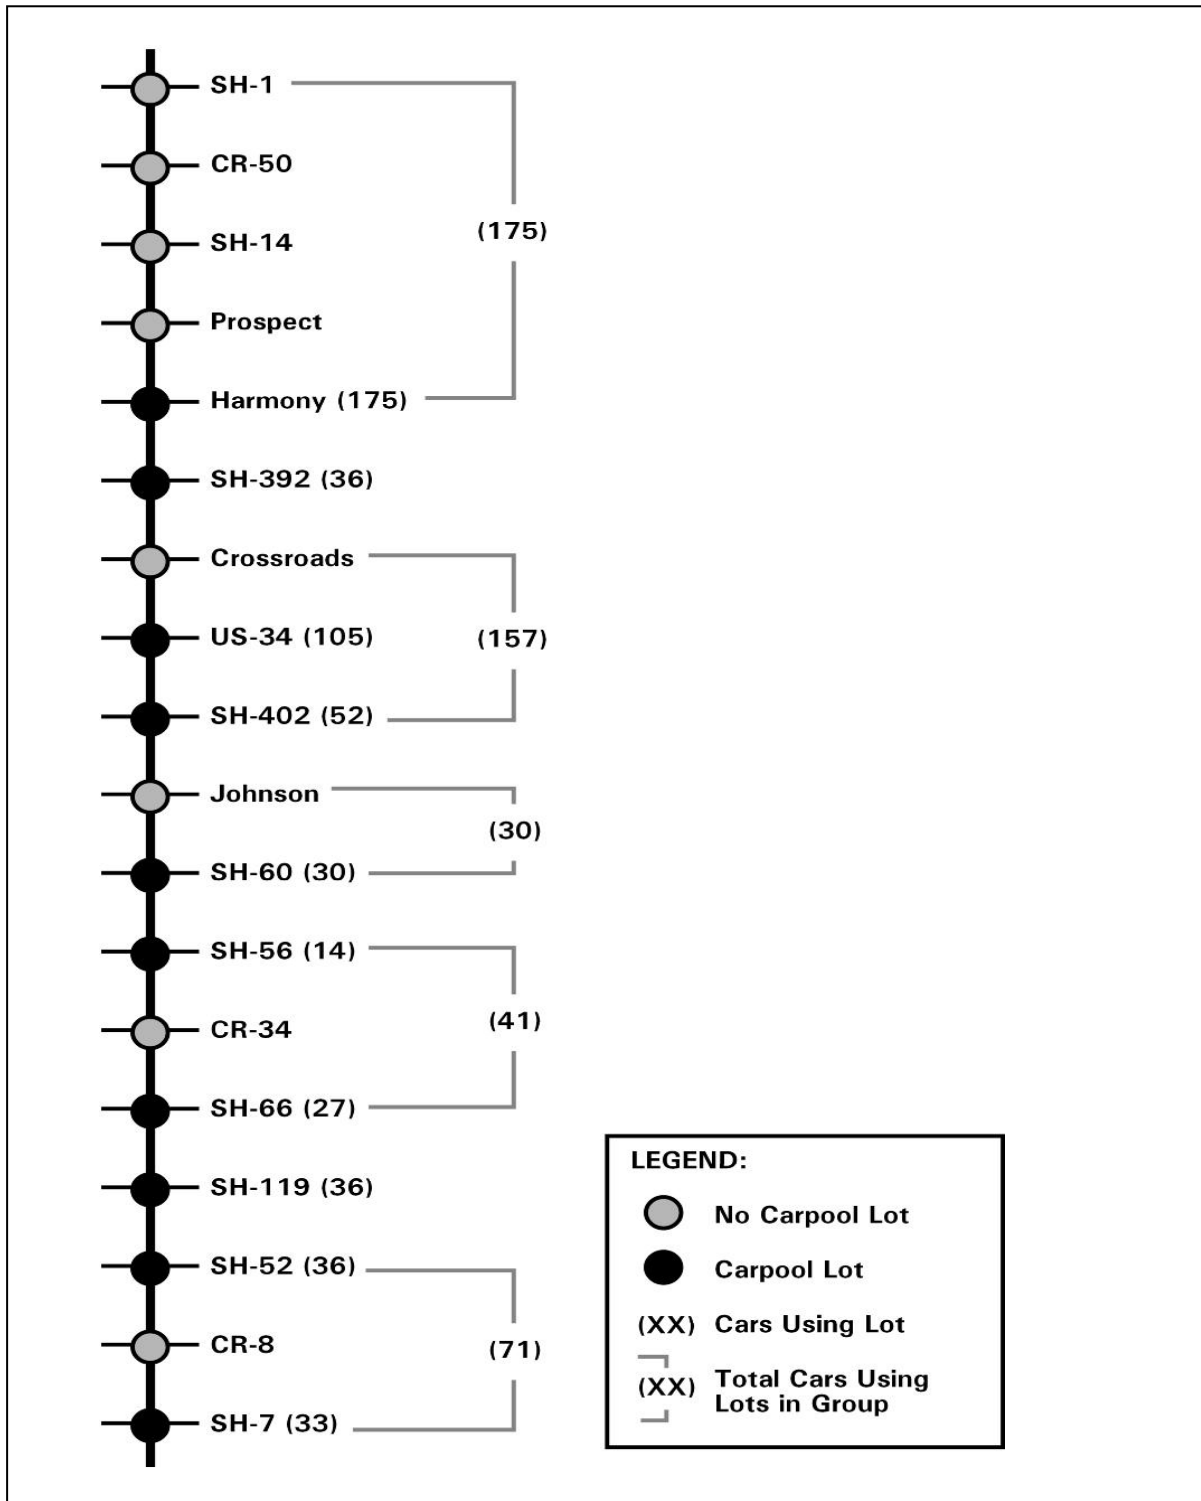 SH-1
CR-50
(175)
SH-14
Prospect
Harmony (175)
SH-392 (36)
Crossroads
US-34 (105)
(157)
SH-402 (52)
Johnson
(30)
SH-60 (30)
SH-56 (14)
(41)
CR-34
SH-66 (27)
SH-119 (36)
SH-52 (36)
CR-8
(71)
SH-7 (33)
LEGEND:
No Carpool Lot
Carpool Lot
(XX) Cars Using Lot
(XX) Total Cars Using
Lots in Group